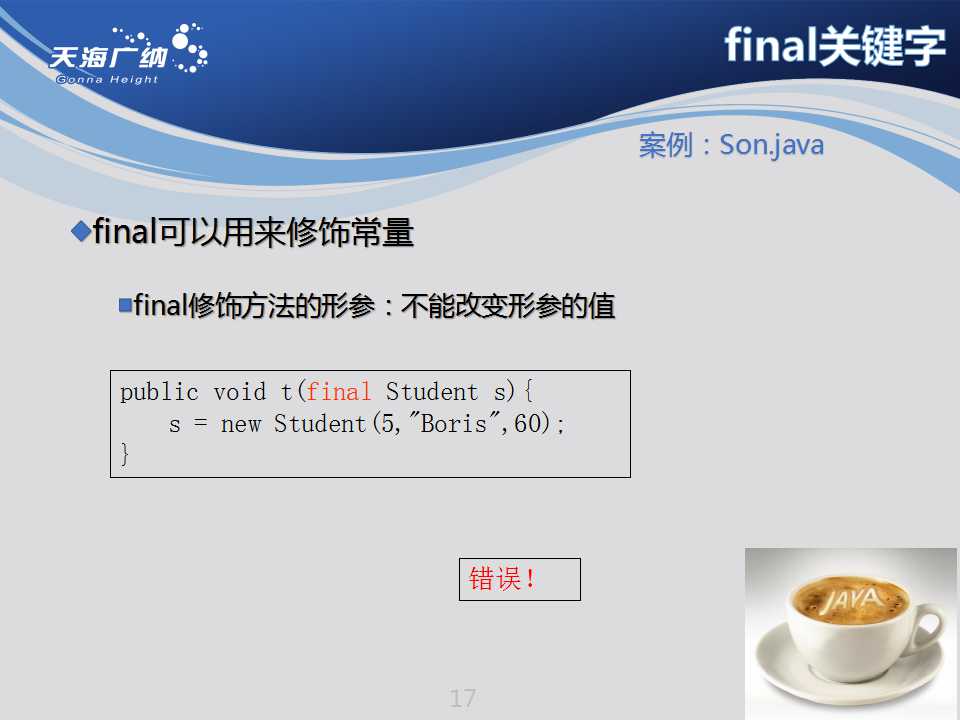 天海广纳
Gonna Height
final关键字
案例：Son.java
final可以用来修饰常量
final修饰方法的形参：不能改变形参的值
public void t(final Student s){
s = new Student(5,"Boris",60);
}
错误！
JAVA
17